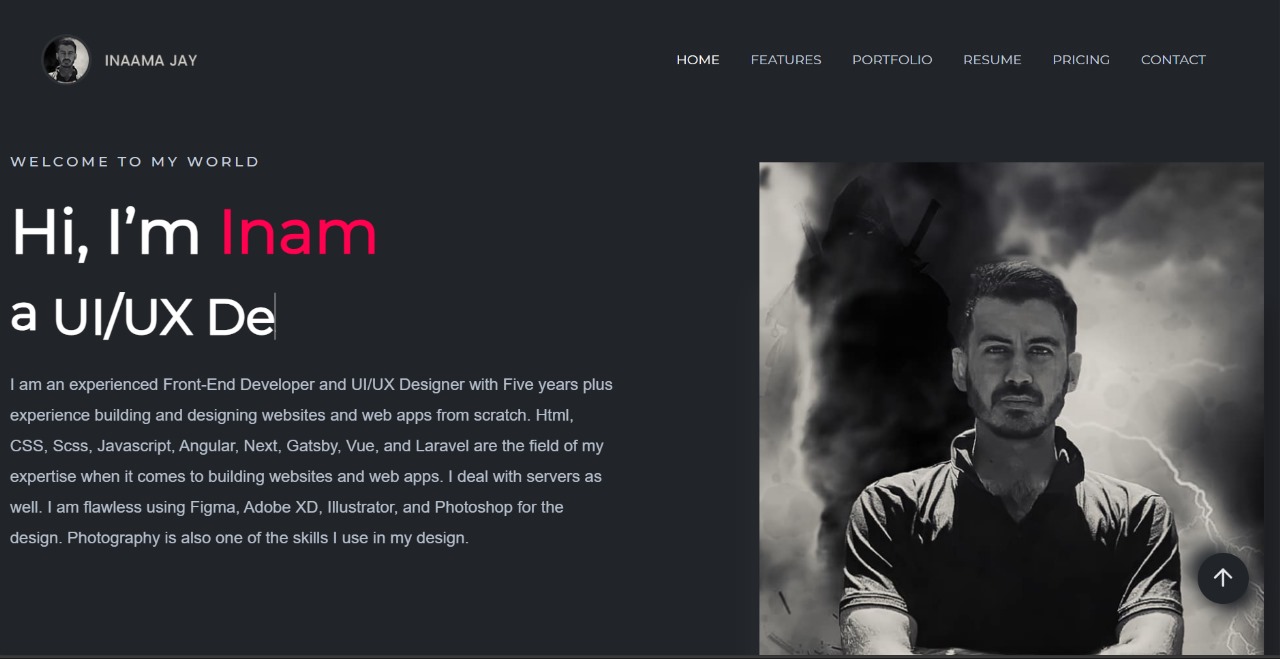 INAAMA JAY
HOME FEATURES PORTFOLIO RESUME PRICING CONTACT
WELCOME TO MY WORLD
Hi, I’m Inam
a UI/UX De
I am an experienced Front-End Developer and UI/UX Designer with Five years plus
experience building and designing websites and web apps from scratch. Html,
CSS, Scss, Javascript, Angular, Next, Gatsby, Vue, and Laravel are the field of my
expertise when it comes to building websites and web apps. I deal with servers as
well. I am flawless using Figma, Adobe XD, Illustrator, and Photoshop for the
design. Photography is also one of the skills I use in my design.